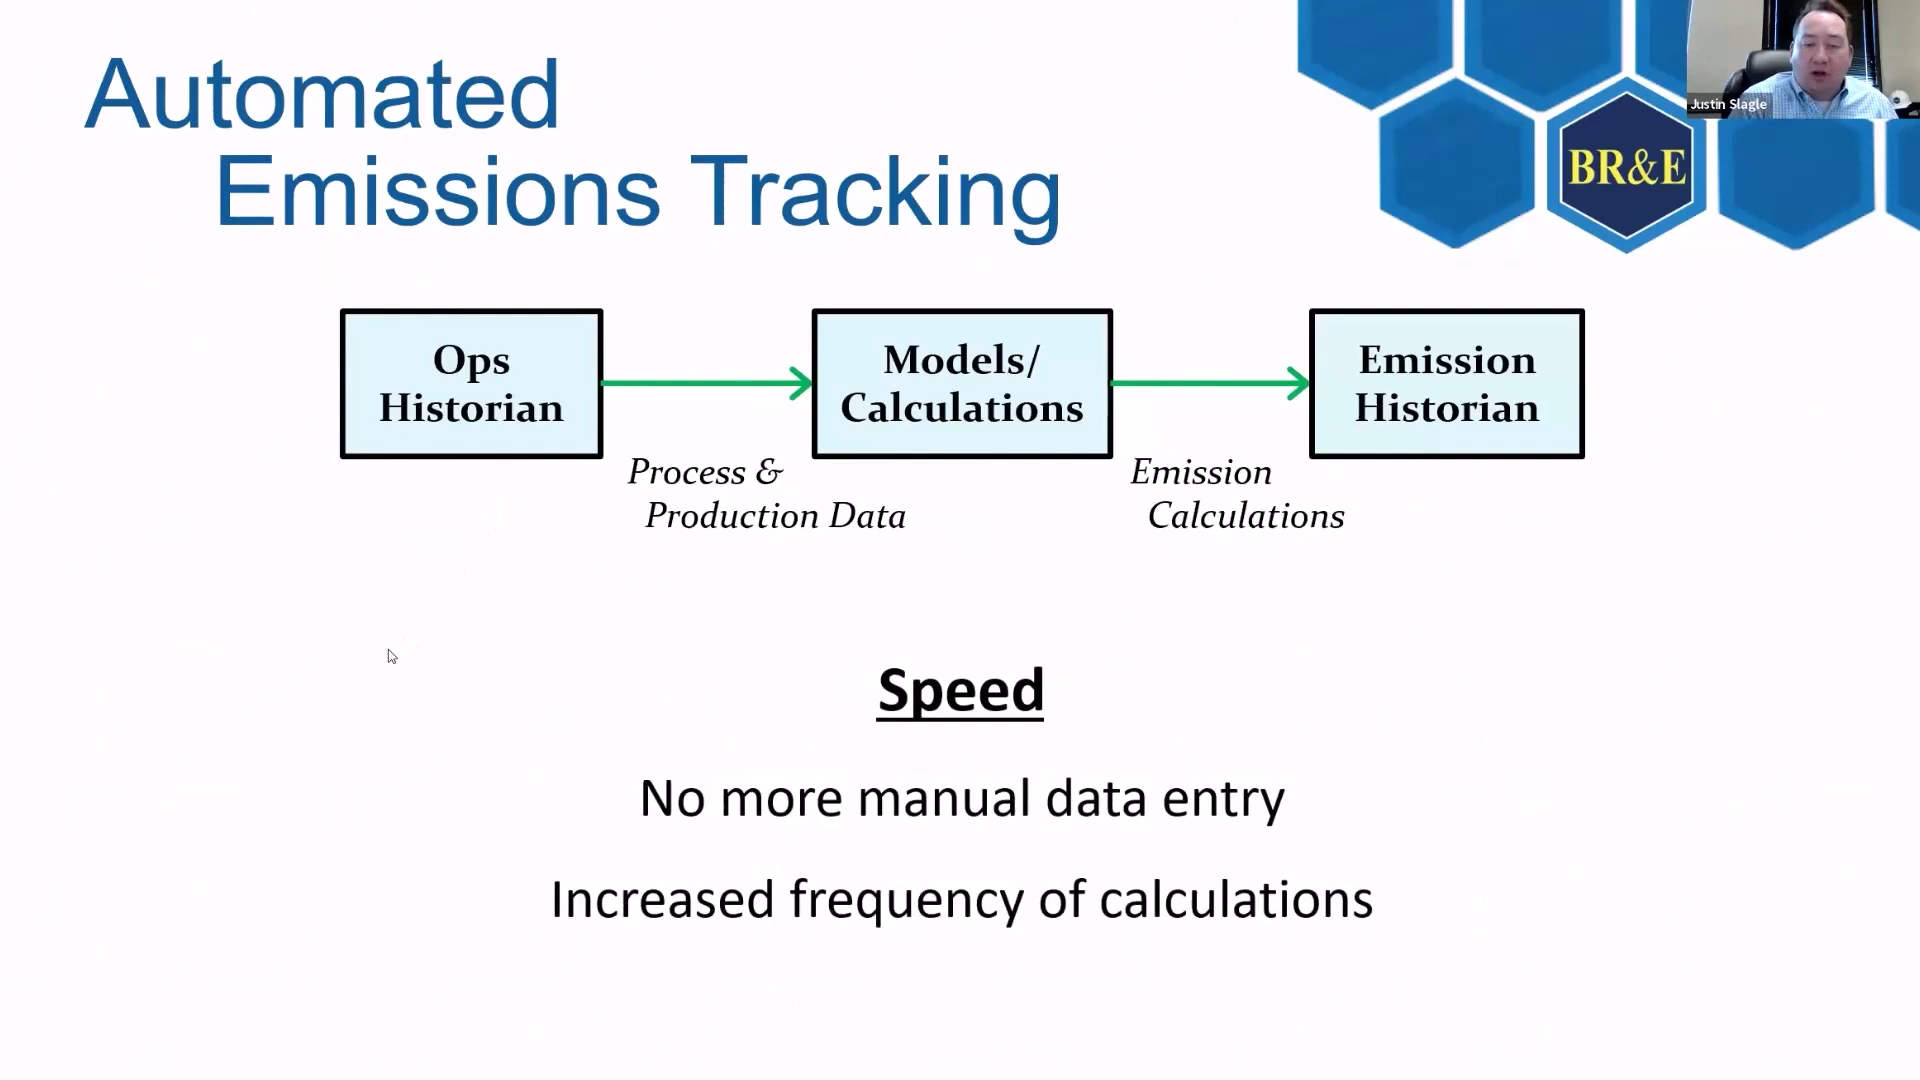 Automated
Emissions Tracking
Justin Slagle
BR&E
Ops
Historian
Models/
Calculations
Emission
Historian
Process &
Production Data
Emission
Calculations
Speed
No more manual data entry
Increased frequency of calculations